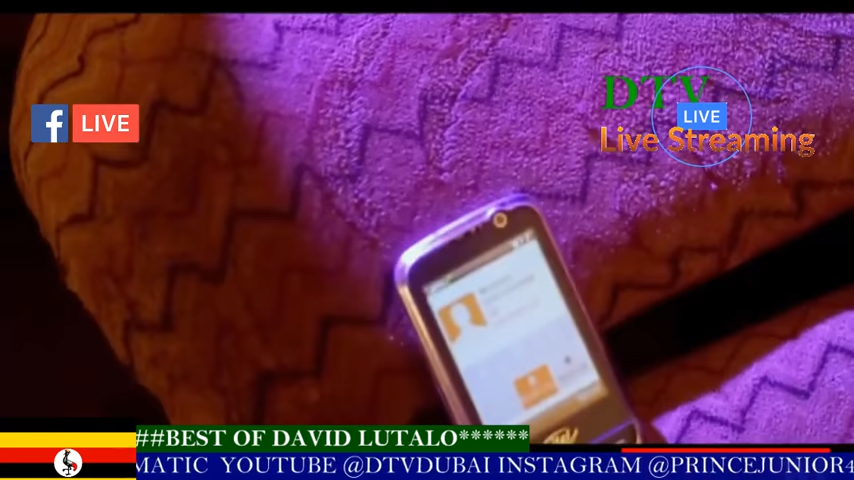 DTV
LIVE
f LIVE
Live Streaming
##BEST OF DAVID LUTALO******
MATIC YOUTUBE @DTVDUBAI INSTAGRAM @PRINCEJUNIOR4